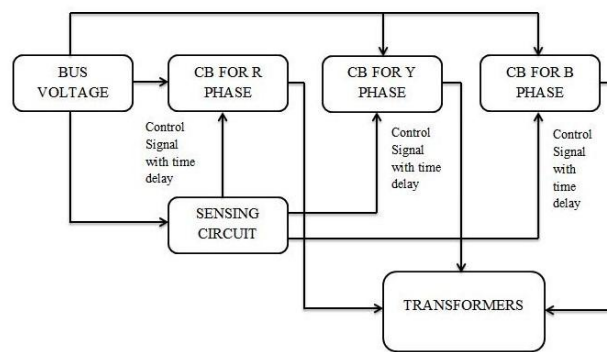 BUS
VOLTAGE
CB FOR R
PHASE
CB FOR Y
PHASE
CB FOR B
PHASE
Control
Signal
with time
delay
Control
Signal
with time
delay
Control
Signal
with
time
delay
SENSING
CIRCUIT
TRANSFORMERS